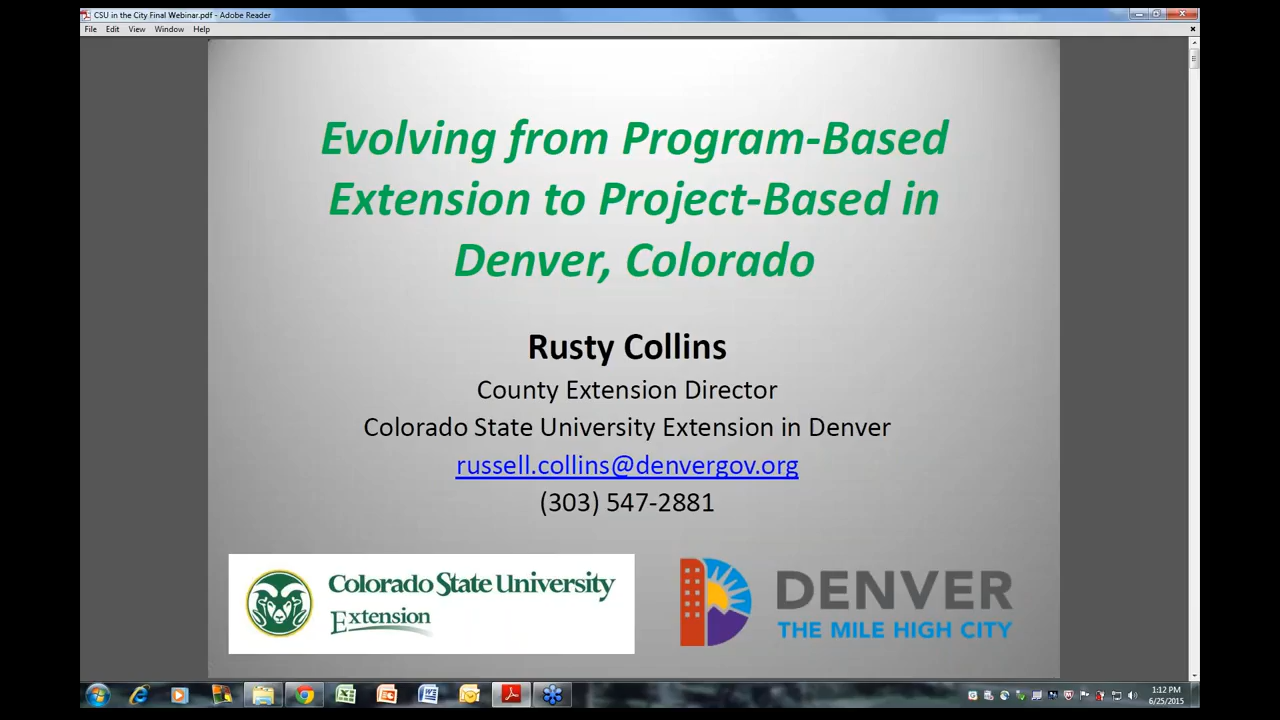 CSU in the City Final Webinar.pdf - Adobe Reader
File Edit View Window Help
Evolving from Program-Based
Extension to Project-Based in
Denver, Colorado
Rusty Collins
County Extension Director
Colorado State University Extension in Denver
russell.collins@denvergov.org
(303) 547-2881
Colorado State University
Extension
DENVER
THE MILE HIGH CITY
1:12 PM
6/25/2015